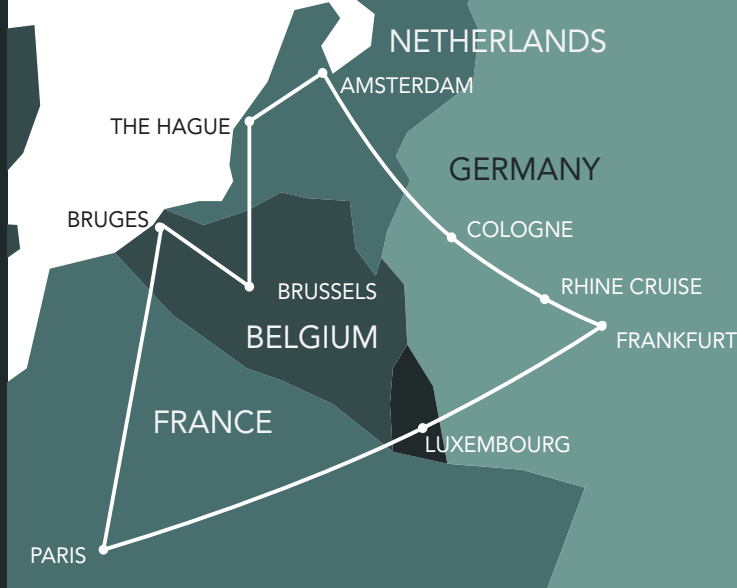 NETHERLANDS
AMSTERDAM
THE HAGUE
GERMANY
BRUGES
COLOGNE
RHINE CRUISE
BRUSSELS
BELGIUM
FRANKFURT
FRANCE
LUXEMBOURG
PARIS